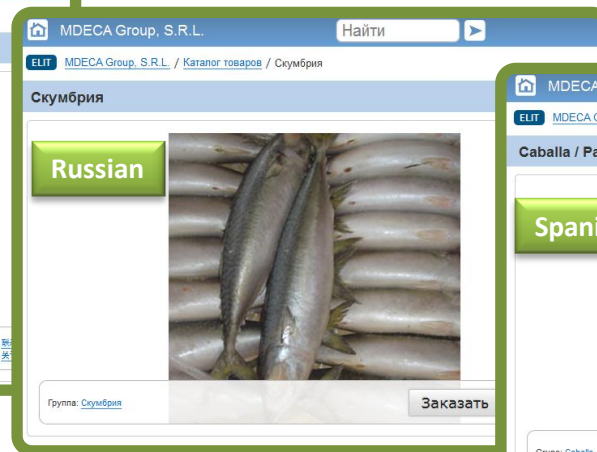 MDECA Group, S.R.L.
Найти
ELIT MDECA Group, S.R.L. / Каталог товаров / Скумбрия
Скумбрия
Russian
Группа: Скумбрия
Заказать
MDECA
ELIT MDECA
Caballa /
Spani
Caballa